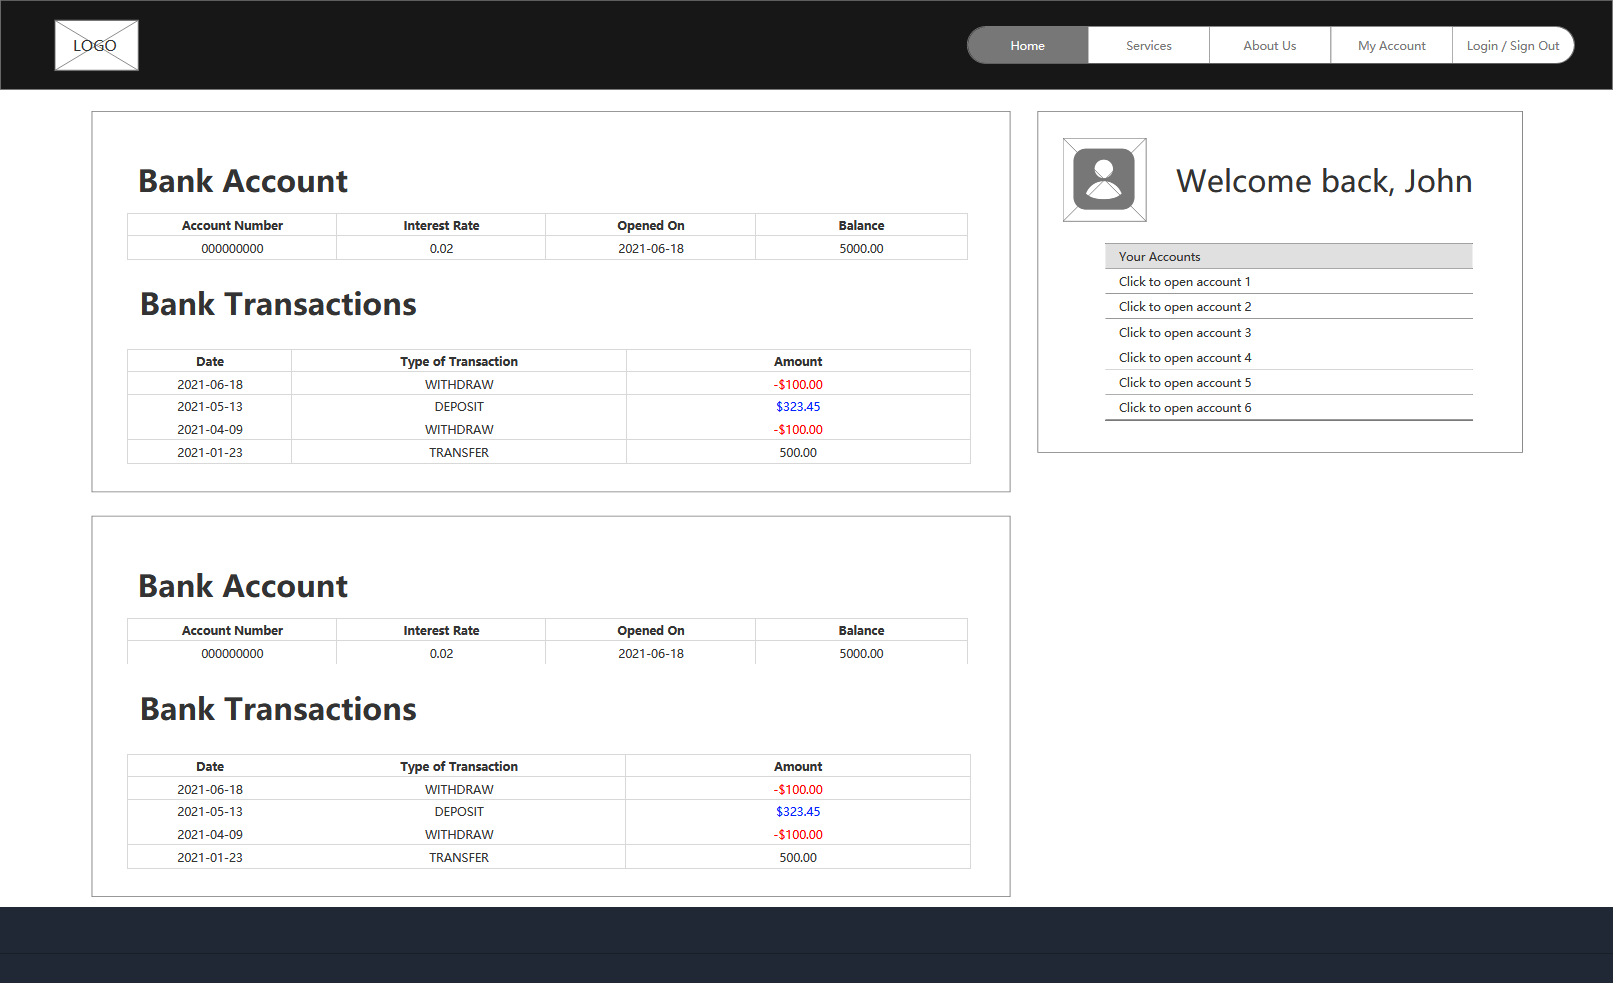 LOGO
Home Services About Us My Account Login / Sign Out
Bank Account
Account Number Interest Rate Opened On Balance
000000000 0.02 2021-06-18 5000.00
Bank Transactions
Date Type of Transaction Amount
2021-06-18 WITHDRAW -$100.00
2021-05-13 DEPOSIT $323.45
2021-04-09 WITHDRAW -$100.00
2021-01-23 TRANSFER 500.00
Welcome back, John
Your Accounts
Click to open account 1
Click to open account 2
Click to open account 3
Click to open account 4
Click to open account 5
Click to open account 6
Bank Account
Account Number Interest Rate Opened On Balance
000000000 0.02 2021-06-18 5000.00
Bank Transactions
Date Type of Transaction Amount
2021-06-18 WITHDRAW -$100.00
2021-05-13 DEPOSIT $323.45
2021-04-09 WITHDRAW -$100.00
2021-01-23 TRANSFER 500.00